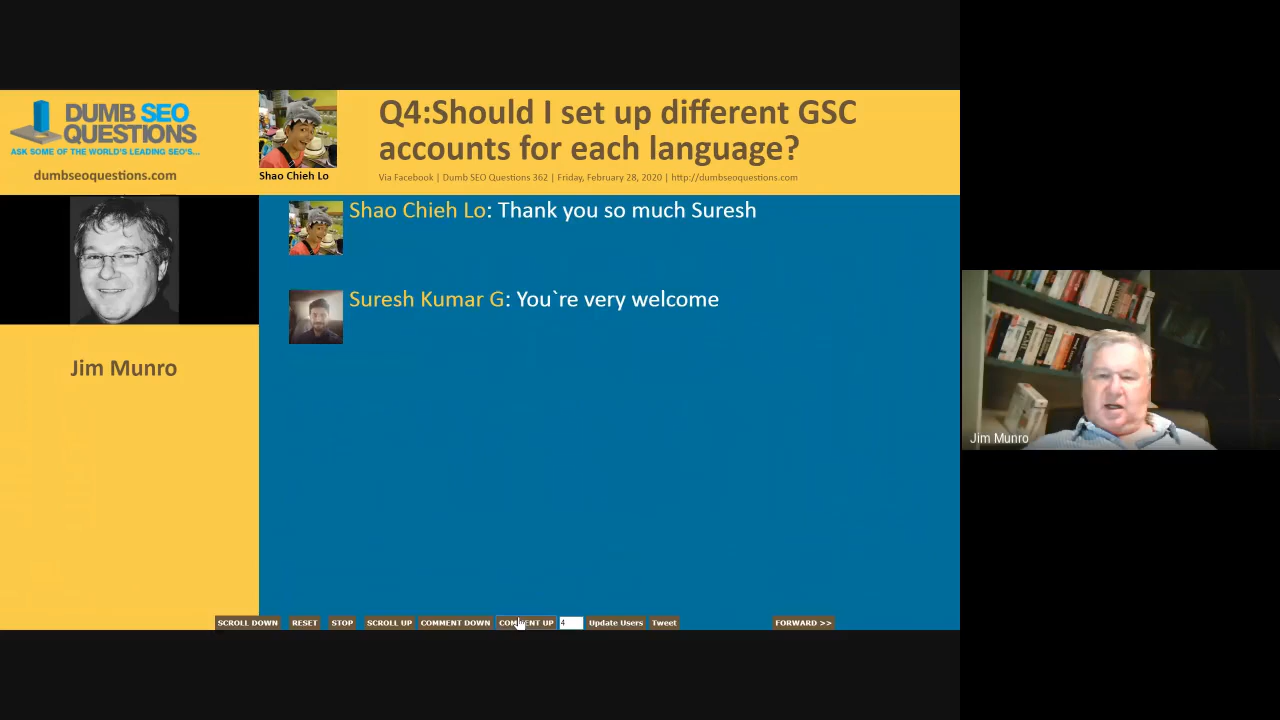 DUMB SEO
QUESTIONS
ASK SOME OF THE WORLD'S LEADING SEO'S...
dumbseoquestions.com
Shao Chieh Lo
Q4:Should I set up different GSC
accounts for each language?
Via Facebook | Dumb SEO Questions 362 | Friday, February 28, 2020 | http://dumbseoquestions.com
Jim Munro
Shao Chieh Lo: Thank you so much Suresh
Suresh Kumar G: You`re very welcome
Jim Munro
SCROLL DOWN RESET STOP SCROLL UP COMMENT DOWN COMMENT UP 4 Update Users Tweet FORWARD >>